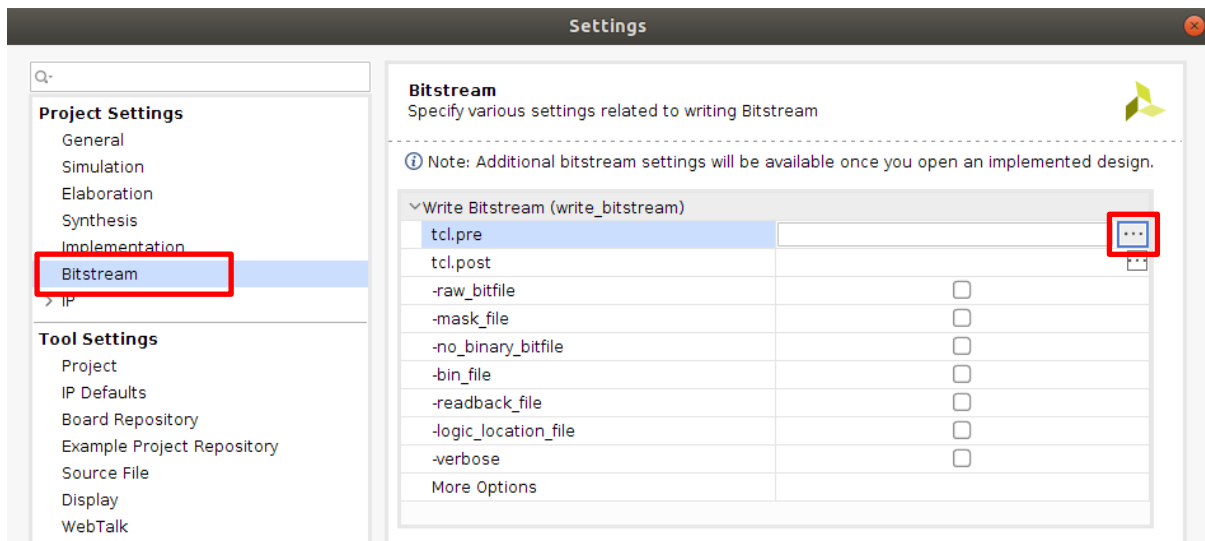 Settings
Project Settings
General
Simulation
Elaboration
Synthesis
Implementation
Bitstream
IP
Tool Settings
Project
IP Defaults
Board Repository
Example Project Repository
Source File
Display
WebTalk
Bitstream
Specify various settings related to writing Bitstream
Note: Additional bitstream settings will be available once you open an implemented design.
Write Bitstream (write_bitstream)
tcl.pre
tcl.post
-raw_bitfile
-mask_file
-no_binary_bitfile
-bin_file
-readback_file
-logic_location_file
-verbose
More Options